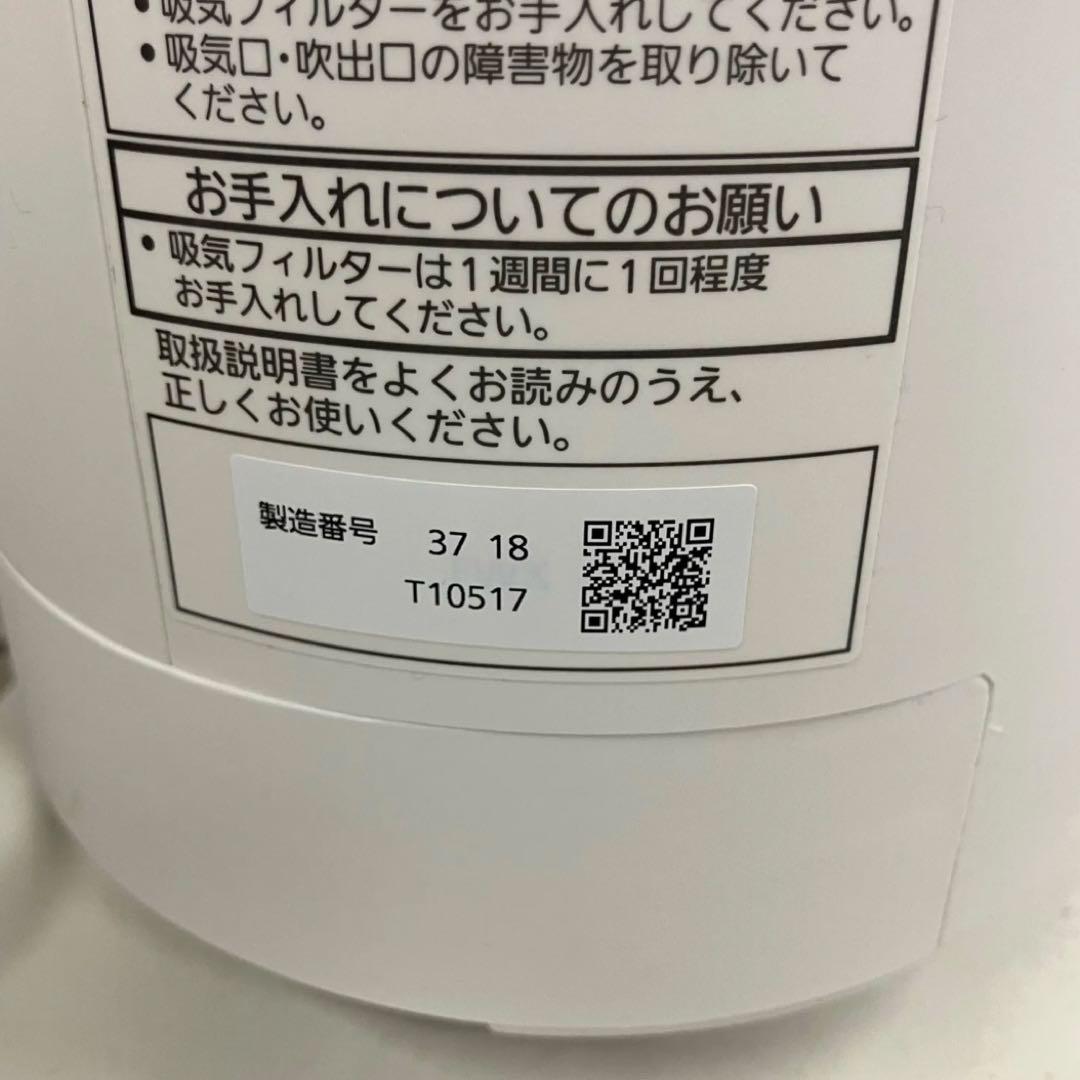 ・吸気フィルターをお手入れしてください。
・吸気口・吹出口の障害物を取り除いて
ください。
お手入れについてのお願い
・吸気フィルターは1週間に1回程度
お手入れしてください。
取扱説明書をよくお読みのうえ、
正しくお使いください。
製造番号 37 18
T10517